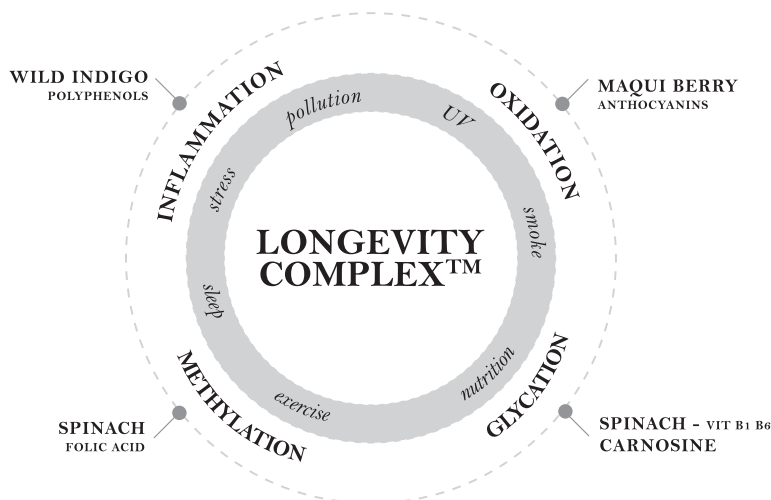 WILD INDIGO
POLYPHENOLS
INFLAMMATION
OXIDATION
MAQUI BERRY
ANTHOCYANINS
pollution
UV
stress
smoke
LONGEVITY
COMPLEX™
sleep
nutrition
exercise
METHYLATION
GLYCATION
SPINACH
FOLIC ACID
SPINACH - VIT B1 B6
CARNOSINE